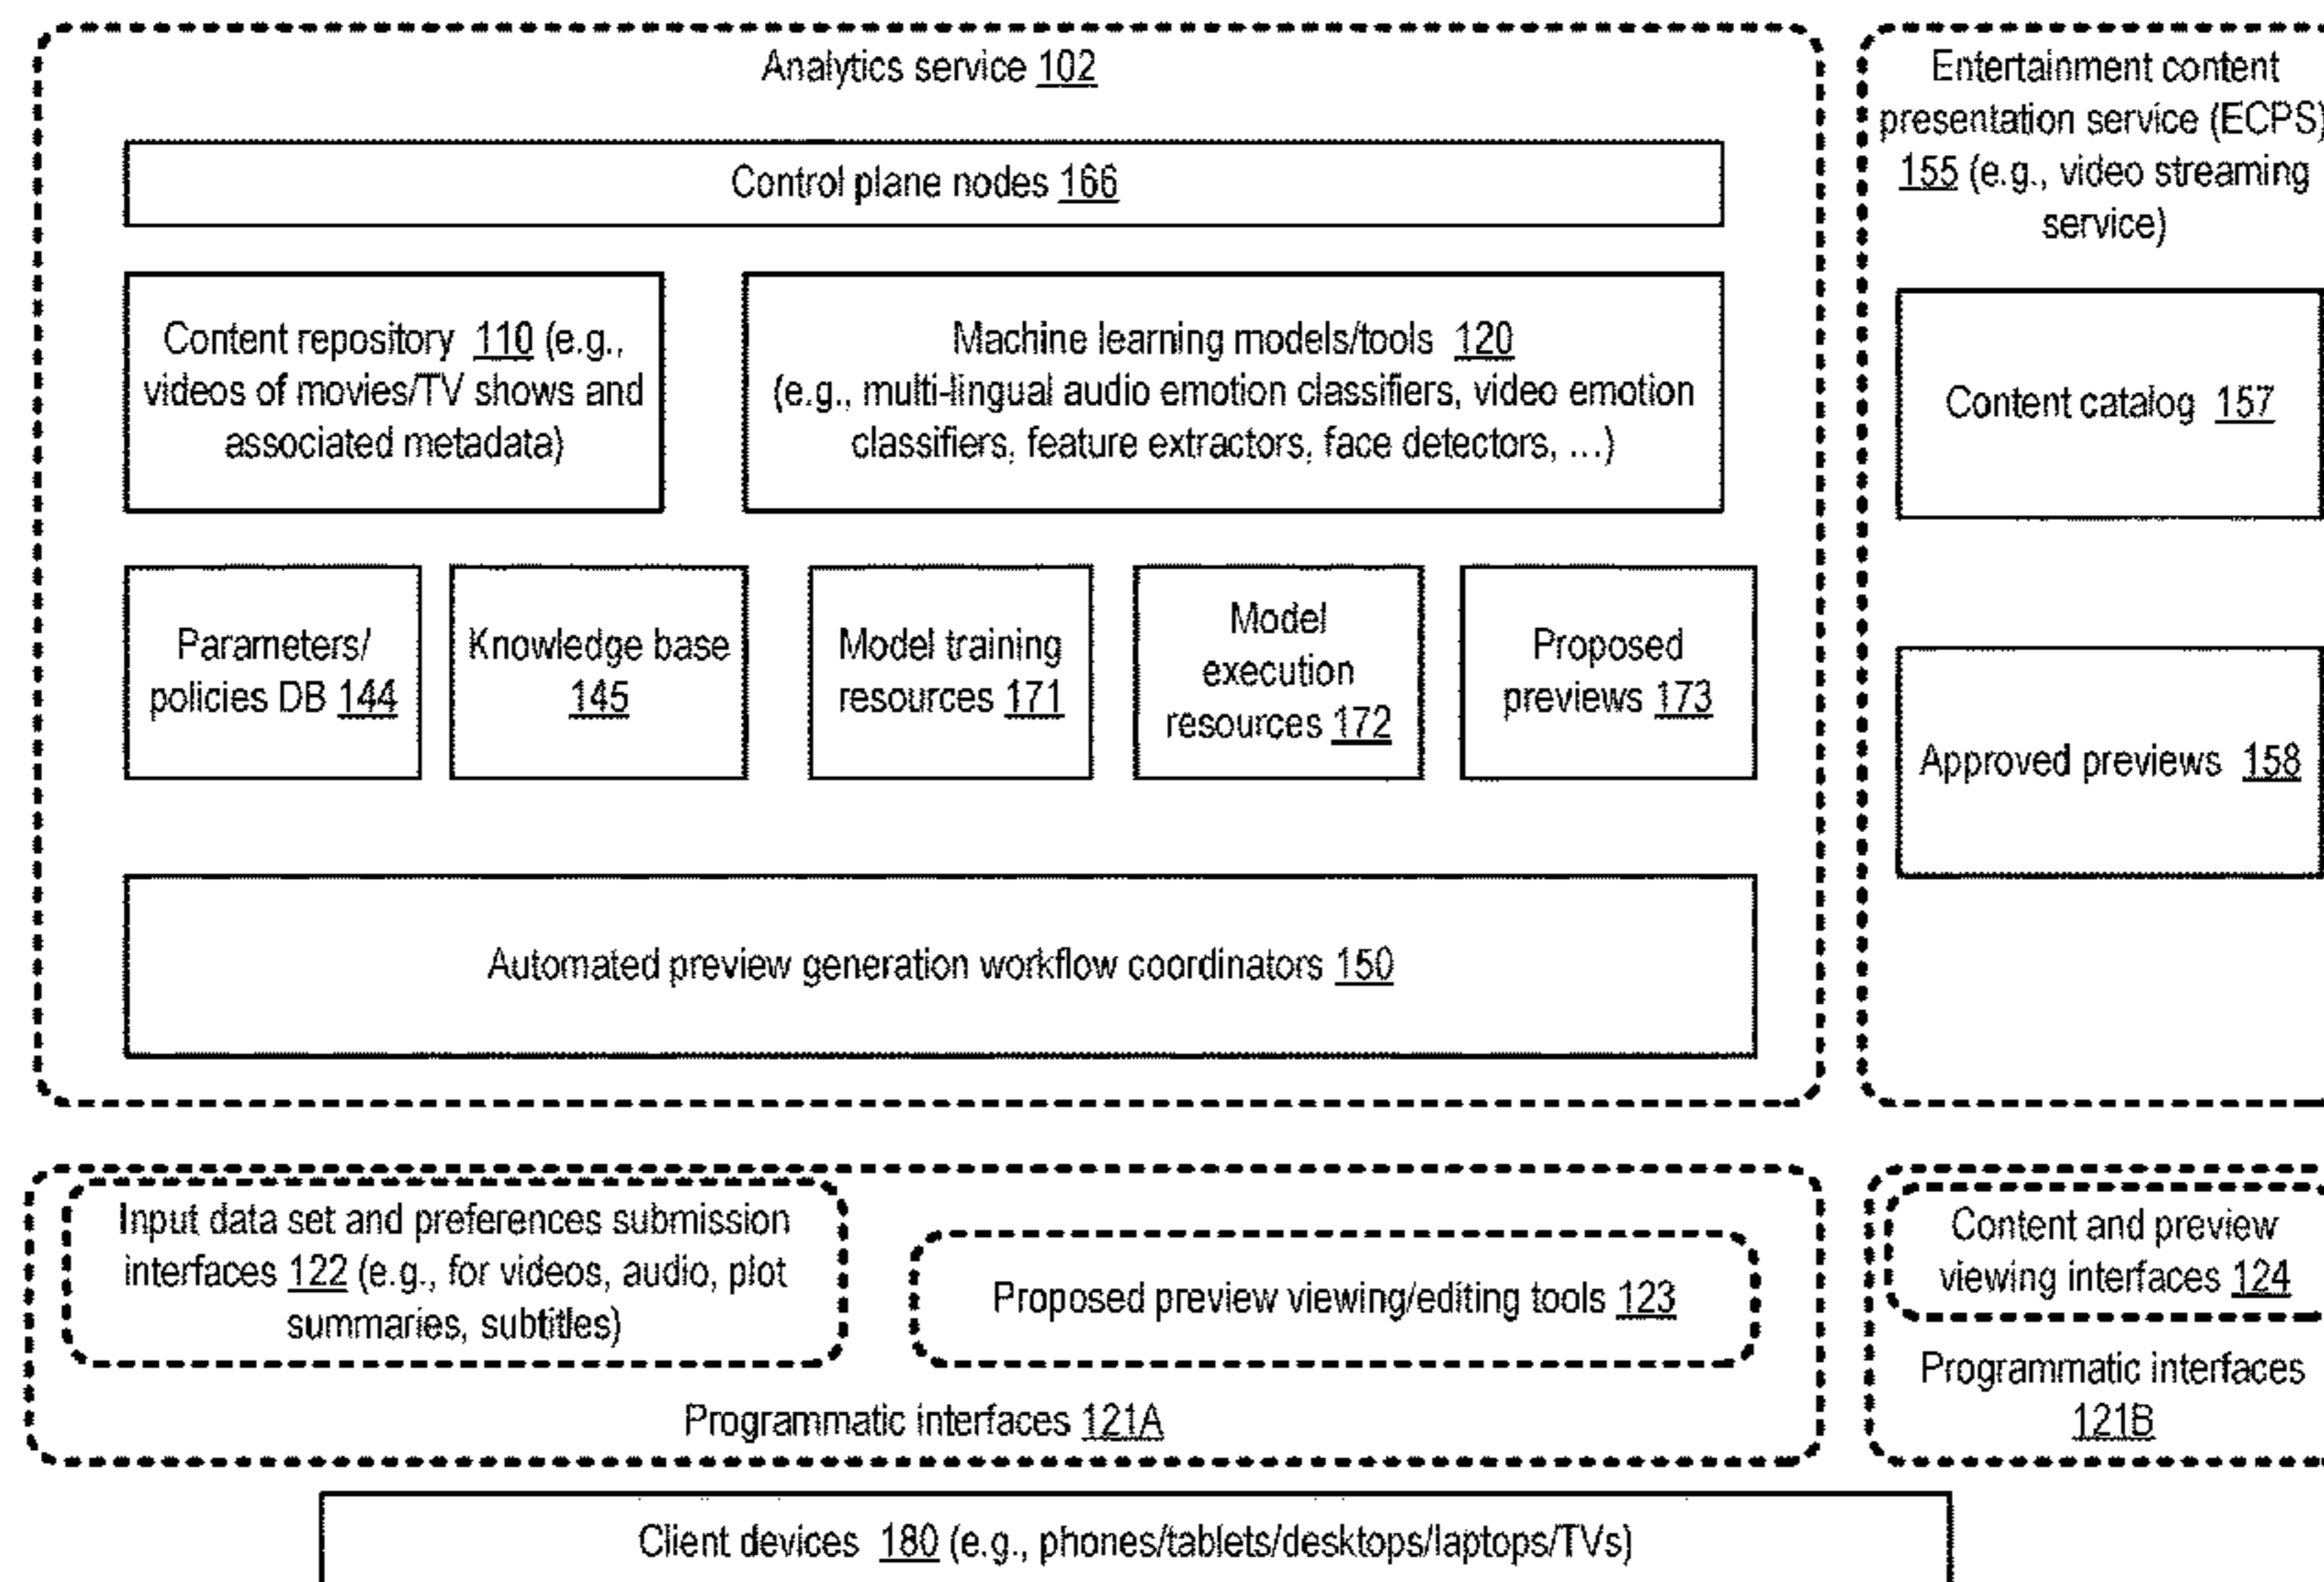 Analytics service 102
Control plane nodes 166
Content repository 110 (e.g.,
videos of movies/TV shows and
associated metadata)
Machine learning models/tools 120
(e.g., multi-lingual audio emotion classifiers, video emotion
classifiers, feature extractors, face detectors, ...)
Parameters/
policies DB 144
Knowledge base
145
Model training
resources 171
Model
execution
resources 172
Proposed
previews 173
Automated preview generation workflow coordinators 150
Entertainment content
presentation service (ECPS)
155 (e.g., video streaming
service)
Content catalog 157
Approved previews 158
Input data set and preferences submission
interfaces 122 (e.g., for videos, audio, plot
summaries, subtitles)
Proposed preview viewing/editing tools 123
Programmatic interfaces 121A
Content and preview
viewing interfaces 124
Programmatic interfaces
121B
Client devices 180 (e.g., phones/tablets/desktops/laptops/TVs)